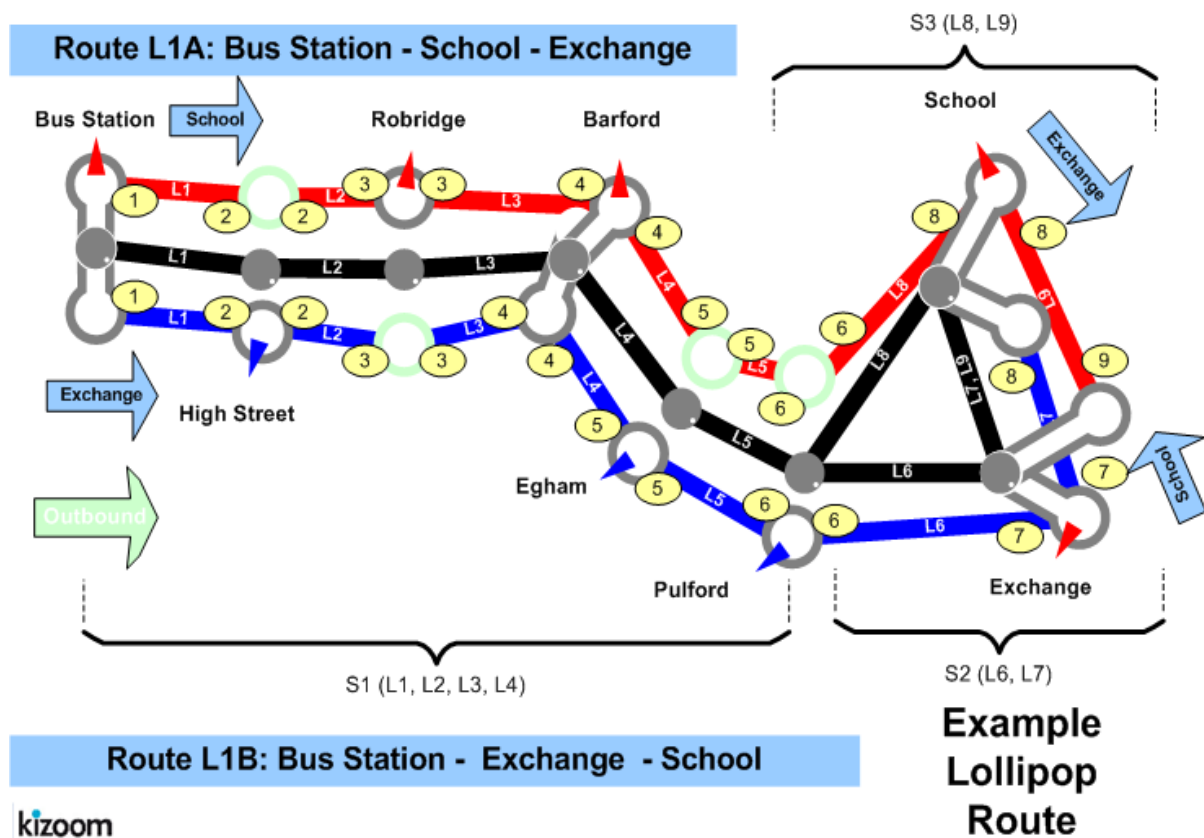 Route L1A: Bus Station - School - Exchange
S3 (L8, L9)
School
Bus Station
School
Robridge
Barford
Exchange
1
L1
2
2
L2
3
3
L3
4
4
8
8
L1
L2
L3
L4
L4
5
5
L5
6
6
L8
L8
L7, L9
L9
9
1
L1
2
2
L2
3
3
L3
4
4
L4
5
5
L5
L5
6
6
L6
L6
8
7
7
7
Exchange
High Street
Egham
School
Outbound
Pulford
Exchange
S1 (L1, L2, L3, L4)
S2 (L6, L7)
Route L1B: Bus Station - Exchange - School
Example
Lollipop
Route
kizoom